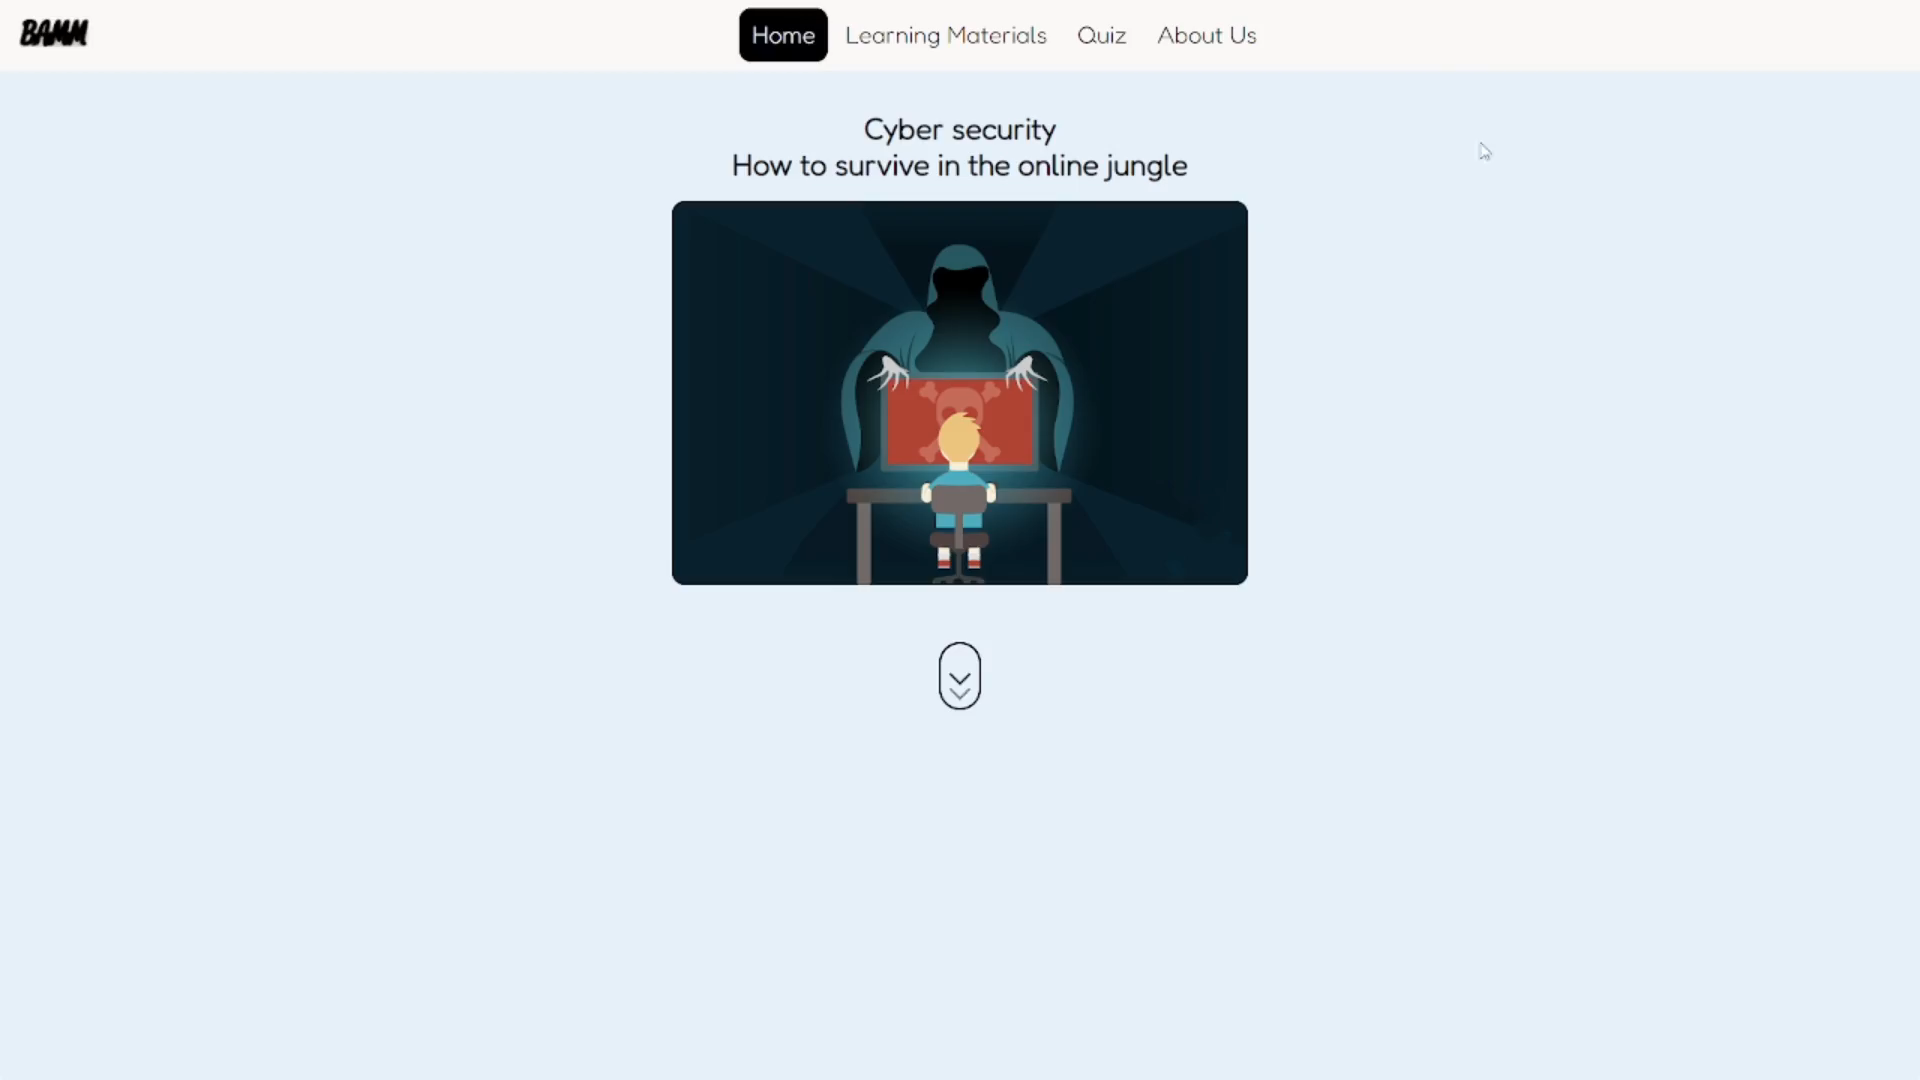 BAMM
Home Learning Materials Quiz About Us
Cyber security
How to survive in the online jungle